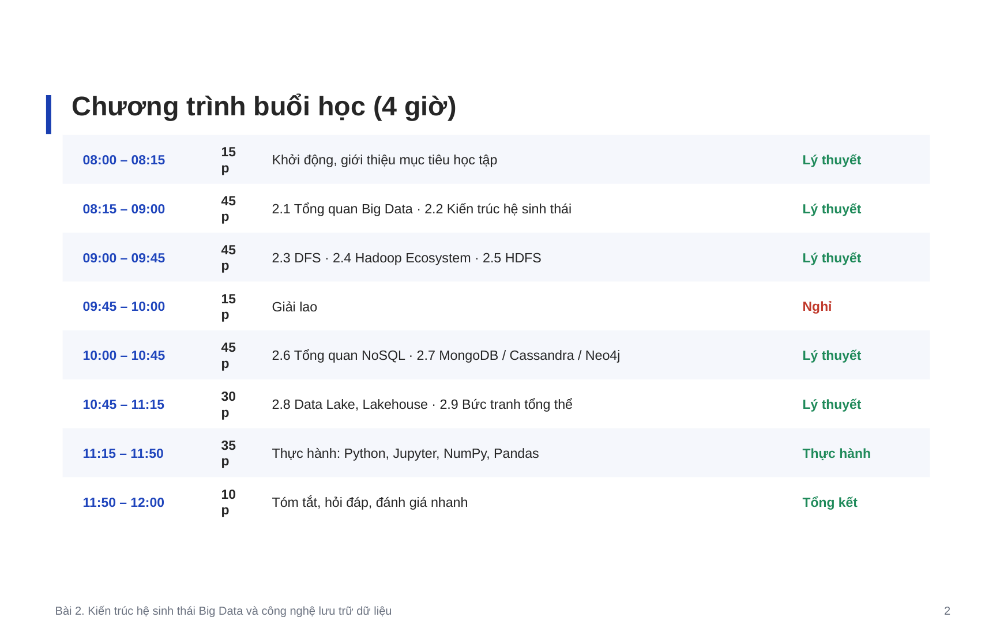 Chương trình buổi học (4 giờ)
08:00 – 08:15 15 p Khởi động, giới thiệu mục tiêu học tập Lý thuyết
08:15 – 09:00 45 p 2.1 Tổng quan Big Data · 2.2 Kiến trúc hệ sinh thái Lý thuyết
09:00 – 09:45 45 p 2.3 DFS · 2.4 Hadoop Ecosystem · 2.5 HDFS Lý thuyết
09:45 – 10:00 15 p Giải lao Nghỉ
10:00 – 10:45 45 p 2.6 Tổng quan NoSQL · 2.7 MongoDB / Cassandra / Neo4j Lý thuyết
10:45 – 11:15 30 p 2.8 Data Lake, Lakehouse · 2.9 Bức tranh tổng thể Lý thuyết
11:15 – 11:50 35 p Thực hành: Python, Jupyter, NumPy, Pandas Thực hành
11:50 – 12:00 10 p Tóm tắt, hỏi đáp, đánh giá nhanh Tổng kết
Bài 2. Kiến trúc hệ sinh thái Big Data và công nghệ lưu trữ dữ liệu 2